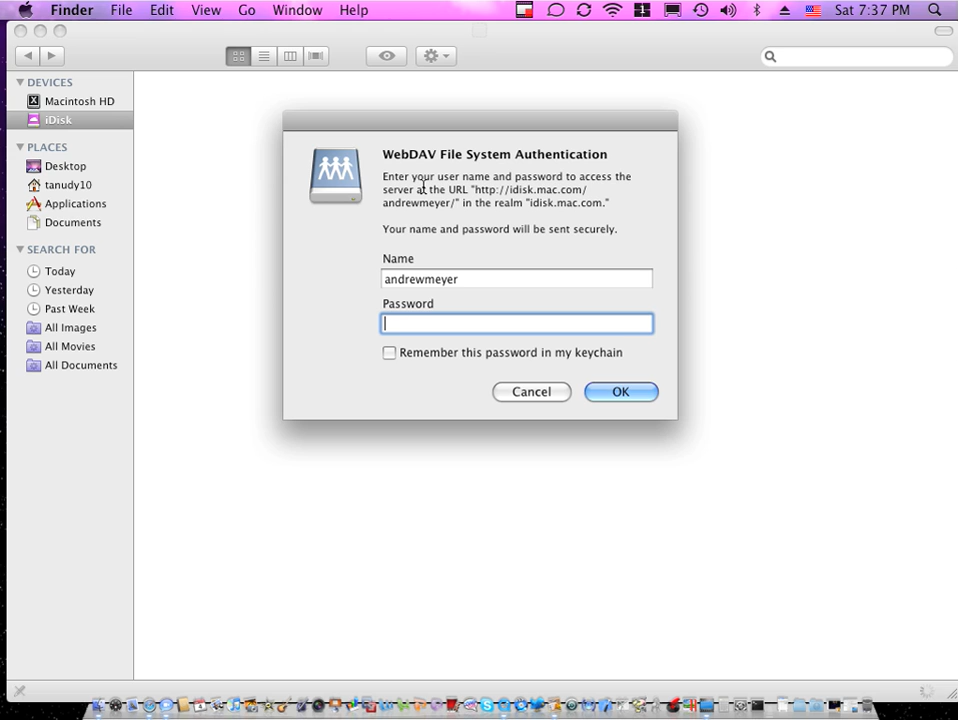 Finder File Edit View Go Window Help
Sat 7:37 PM
DEVICES
Macintosh HD
iDisk
PLACES
Desktop
tanudy10
Applications
Documents
SEARCH FOR
Today
Yesterday
Past Week
All Images
All Movies
All Documents
WebDAV File System Authentication
Enter your user name and password to access the
server at the URL "http://idisk.mac.com/
andrewmeyer/" in the realm "idisk.mac.com."
Your name and password will be sent securely.
Name
andrewmeyer
Password
Remember this password in my keychain
Cancel OK